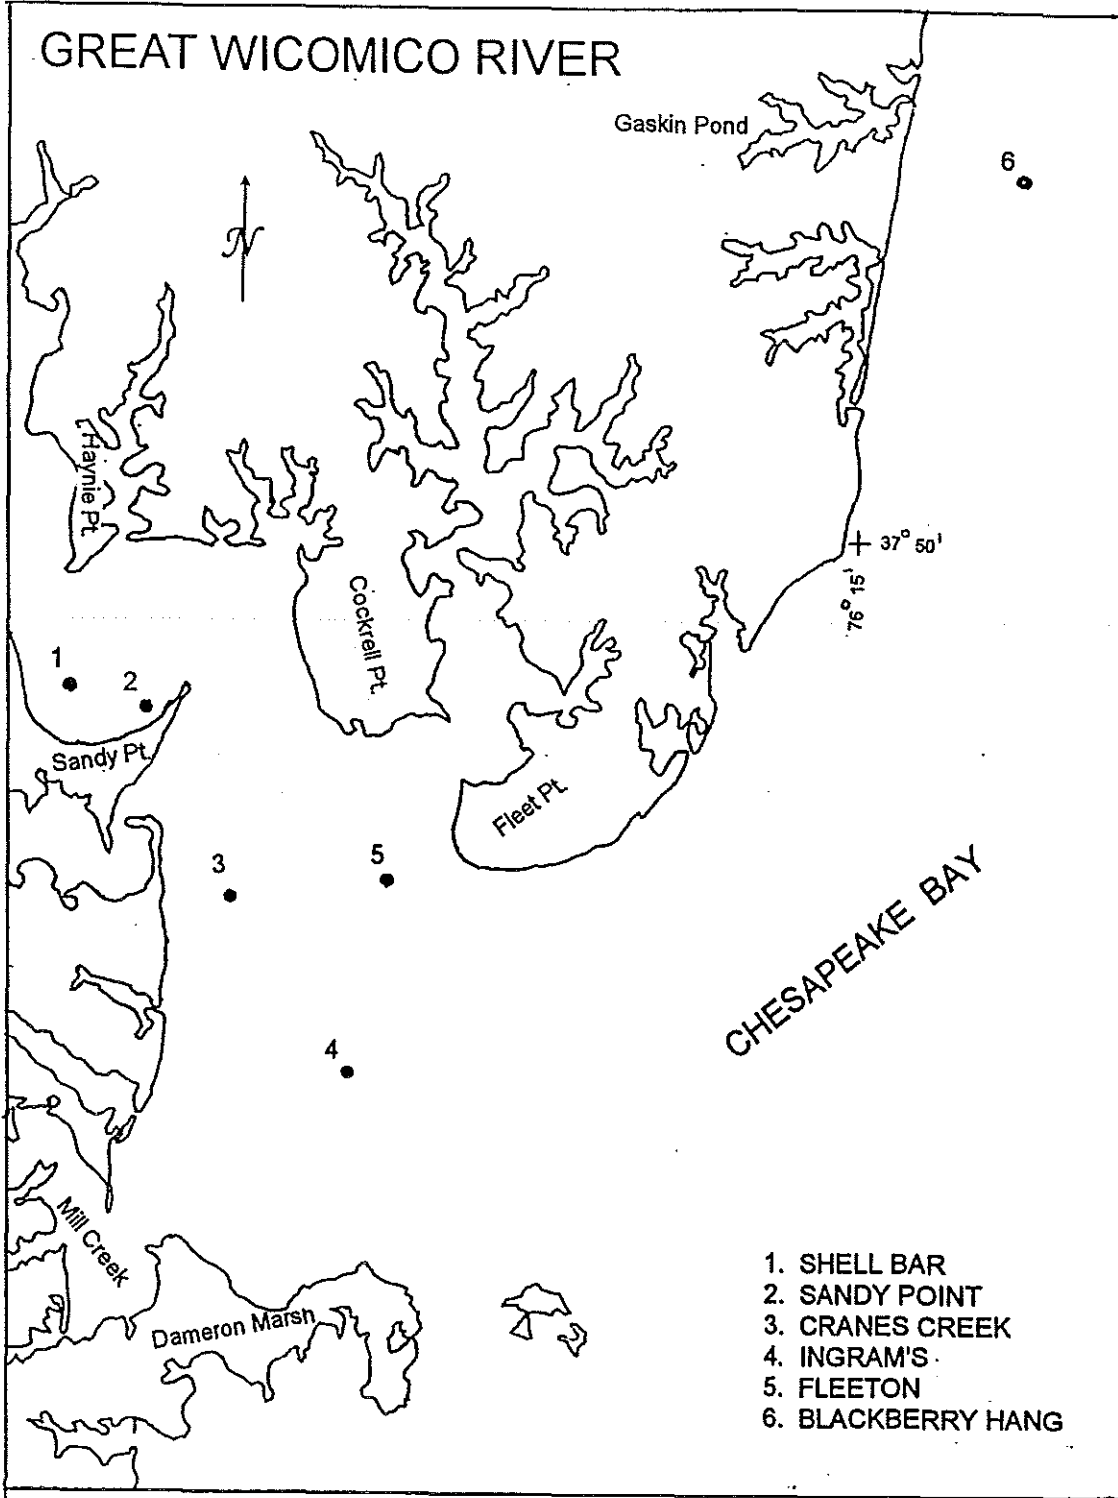 GREAT WICOMICO RIVER
Gaskin Pond
6
N
Haynie Pt.
37° 50'
76° 15'
Cockrell Pt.
1
2
Sandy Pt.
Fleet Pt.
3
5
CHESAPEAKE BAY
4
Mill Creek
Dameron Marsh
1. SHELL BAR
2. SANDY POINT
3. CRANES CREEK
4. INGRAM'S
5. FLEETON
6. BLACKBERRY HANG